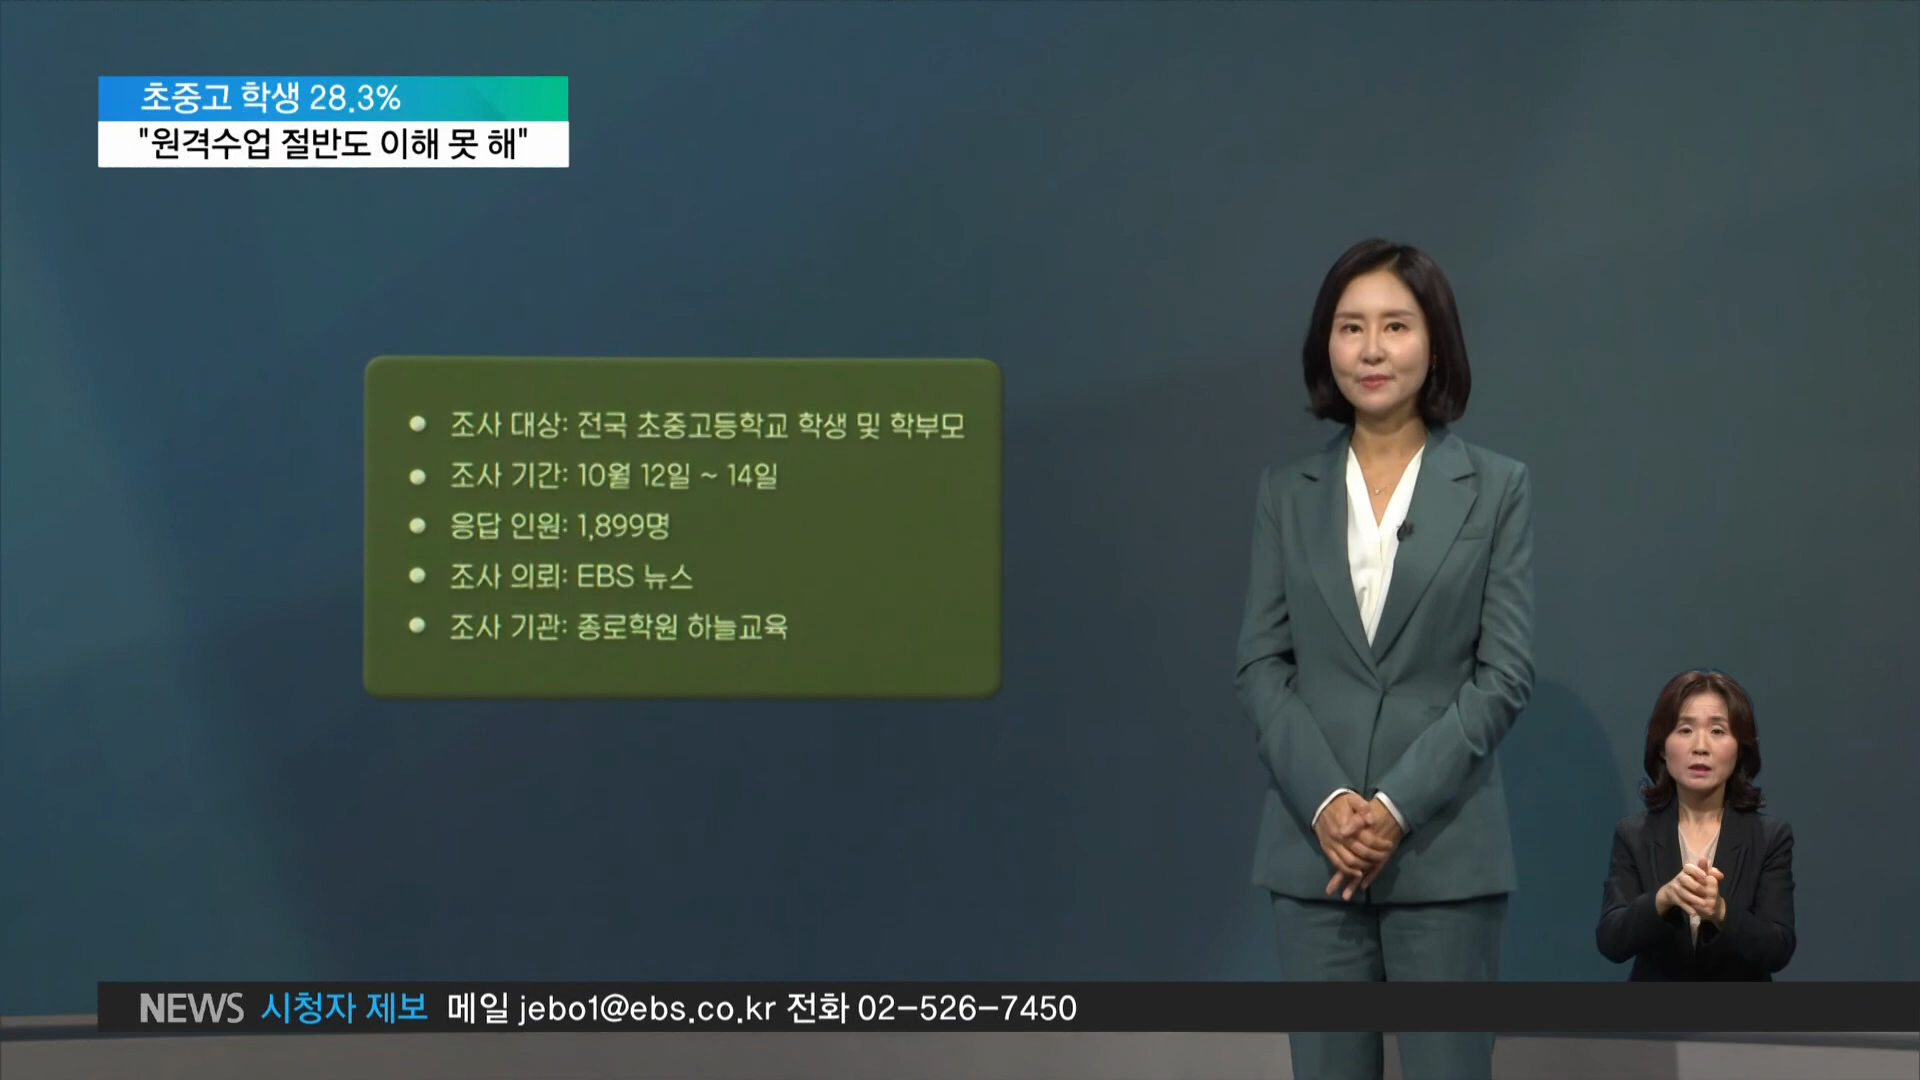 초중고 학생 28.3%
"원격수업 절반도 이해 못 해"
● 조사 대상: 전국 초중고등학교 학생 및 학부모
● 조사 기간: 10월 12일 ~ 14일
● 응답 인원: 1,899명
● 조사 의뢰: EBS 뉴스
● 조사 기관: 종로학원 하늘교육
NEWS 시청자 제보 메일 jebo1@ebs.co.kr 전화 02-526-7450